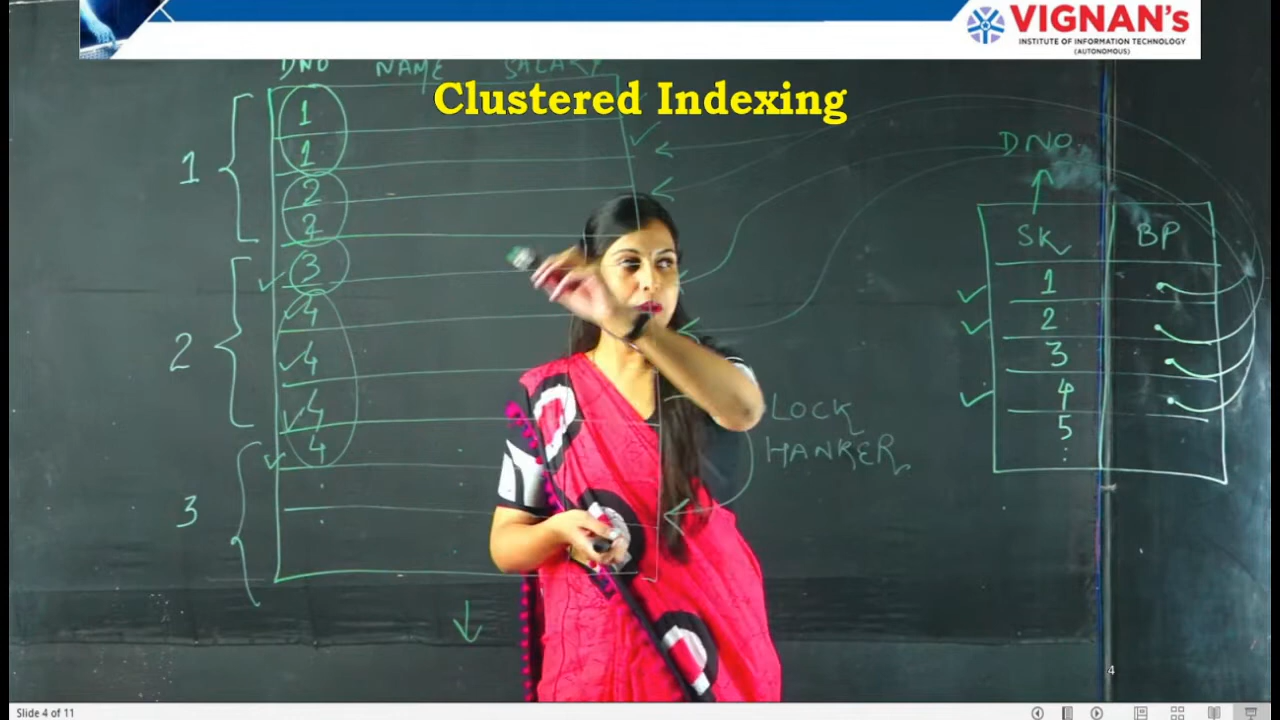 VIGNAN's
INSTITUTE OF INFORMATION TECHNOLOGY
(AUTONOMOUS)
Clustered Indexing
DNO NAME SALARY
1
1
2
2
3
4
4
4
4
1
2
3
DNO
SK BP
1
2
3
4
5
LOCK
HANKER
4
Slide 4 of 11